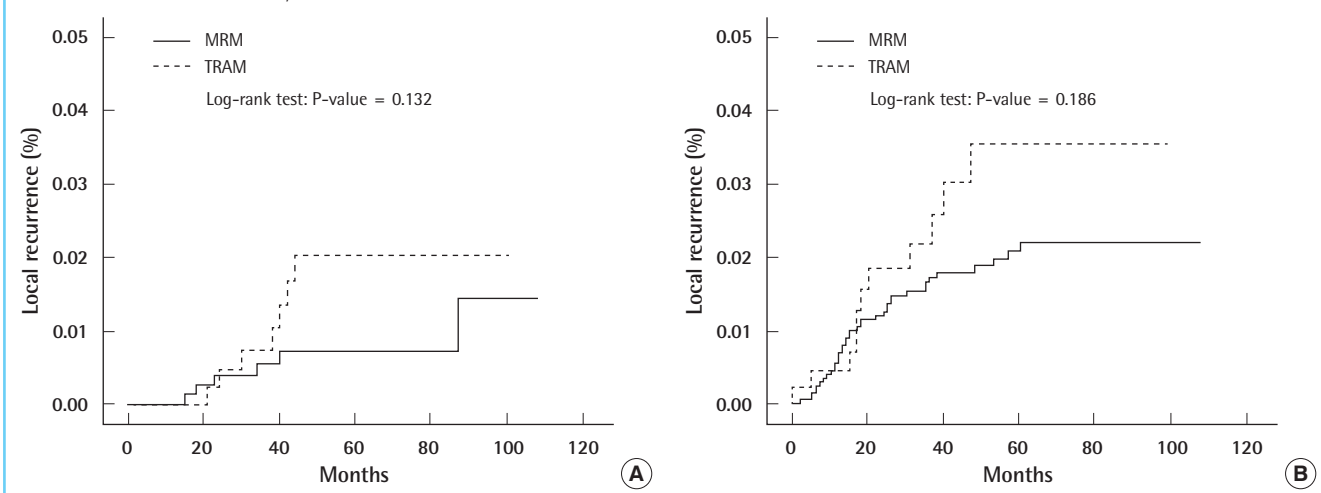 0.05
0.04
0.03
0.02
0.01
0.00
Local recurrence (%)
MRM
TRAM
Log-rank test: P-value = 0.132
0 20 40 60 80 100 120
Months
A
0.05
0.04
0.03
0.02
0.01
0.00
Local recurrence (%)
MRM
TRAM
Log-rank test: P-value = 0.186
0 20 40 60 80 100 120
Months
B